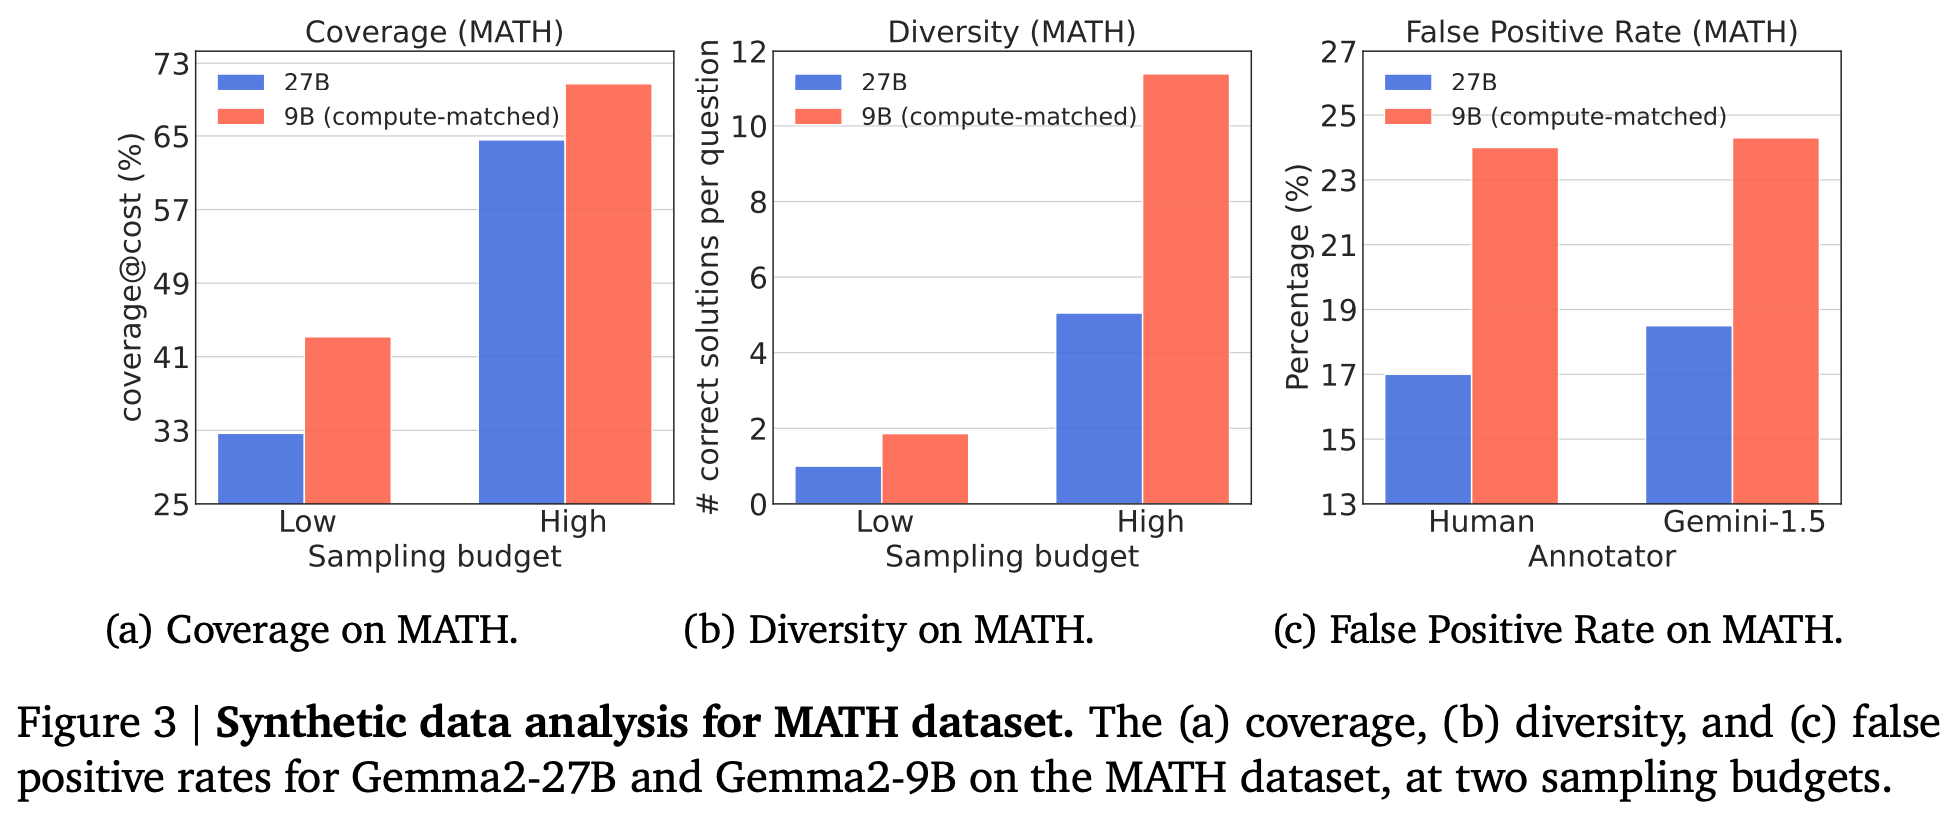 Coverage (MATH)
coverage@cost (%)
73
65
57
49
41
33
25
27B
9B (compute-matched)
Low
High
Sampling budget
Diversity (MATH)
# correct solutions per question
12
10
8
6
4
2
0
27B
9B (compute-matched)
Low
High
Sampling budget
False Positive Rate (MATH)
Percentage (%)
27
25
23
21
19
17
15
13
27B
9B (compute-matched)
Human
Gemini-1.5
Annotator
(a) Coverage on MATH.
(b) Diversity on MATH.
(c) False Positive Rate on MATH.
Figure 3 | Synthetic data analysis for MATH dataset. The (a) coverage, (b) diversity, and (c) false
positive rates for Gemma2-27B and Gemma2-9B on the MATH dataset, at two sampling budgets.